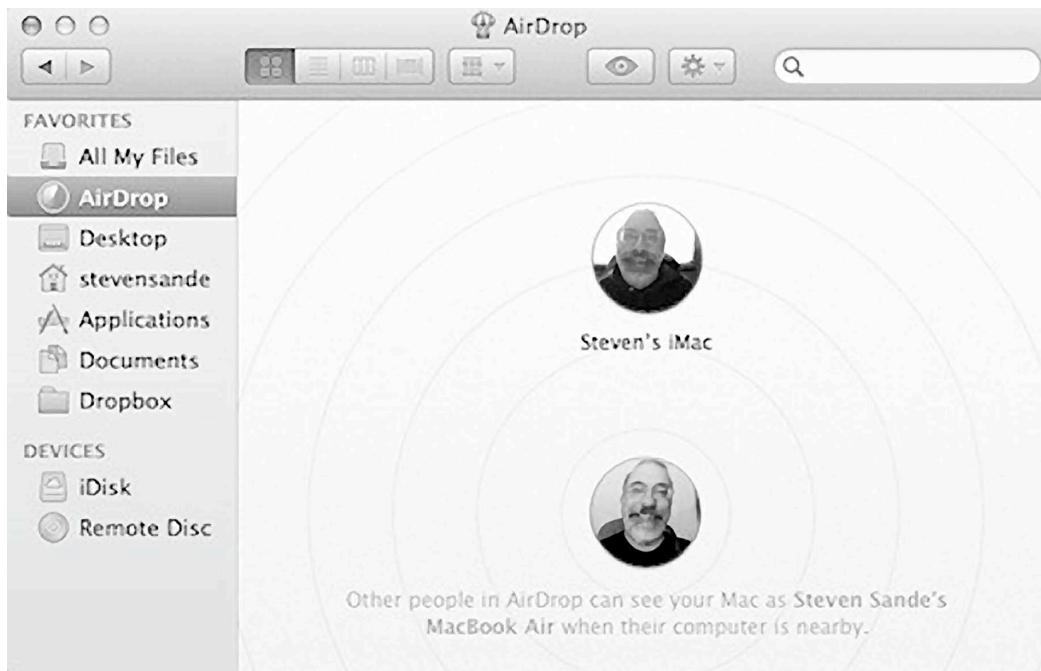 AirDrop
FAVORITES
All My Files
AirDrop
Desktop
stevensande
Applications
Documents
Dropbox
DEVICES
iDisk
Remote Disc
Steven's iMac
Other people in AirDrop can see your Mac as Steven Sande's
MacBook Air when their computer is nearby.